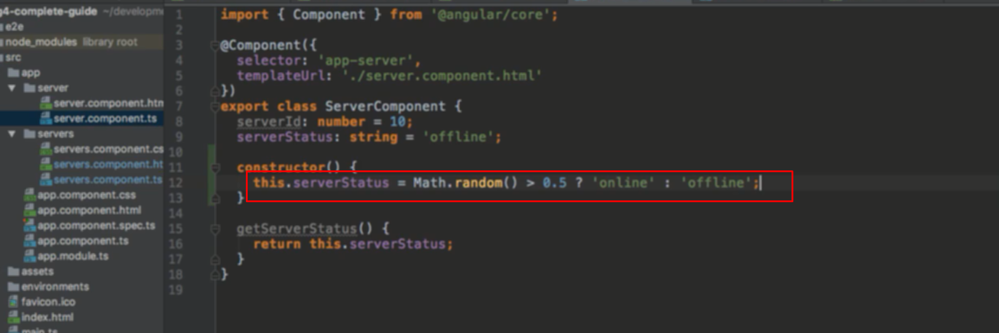 g4-complete-guide ~/developme
e2e
node_modules library root
src
app
server
server.component.htm
server.component.ts
servers
servers.component.cs
servers.component.ht
servers.component.ts
app.component.css
app.component.html
app.component.spec.ts
app.component.ts
app.module.ts
assets
environments
favicon.ico
index.html
main.ts
1 import { Component } from '@angular/core';
2
3 @Component({
4 selector: 'app-server',
5 templateUrl: './server.component.html'
6 })
7 export class ServerComponent {
8 serverId: number = 10;
9 serverStatus: string = 'offline';
10
11 constructor() {
12 this.serverStatus = Math.random() > 0.5 ? 'online' : 'offline';
13 }
14
15 getServerStatus() {
16 return this.serverStatus;
17 }
18 }
19